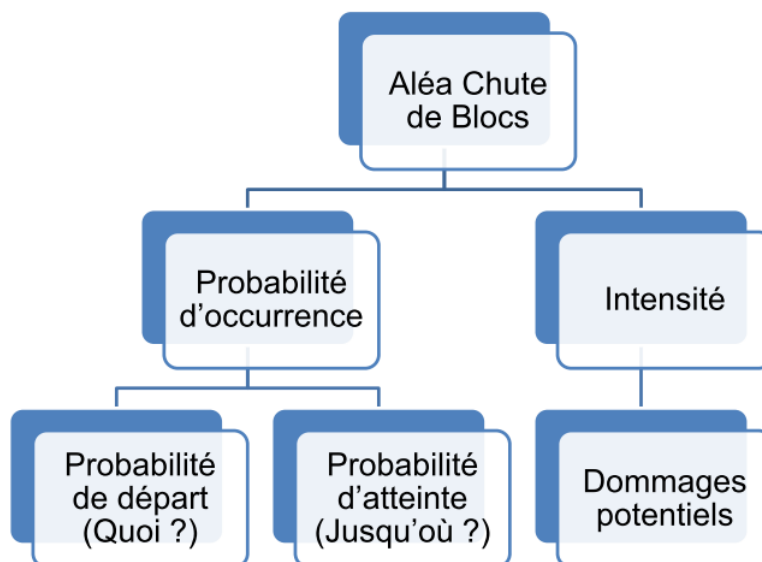 Aléa Chute
de Blocs
Probabilité
d’occurrence
Intensité
Probabilité
de départ
(Quoi ?)
Probabilité
d’atteinte
(Jusqu’où ?)
Dommages
potentiels